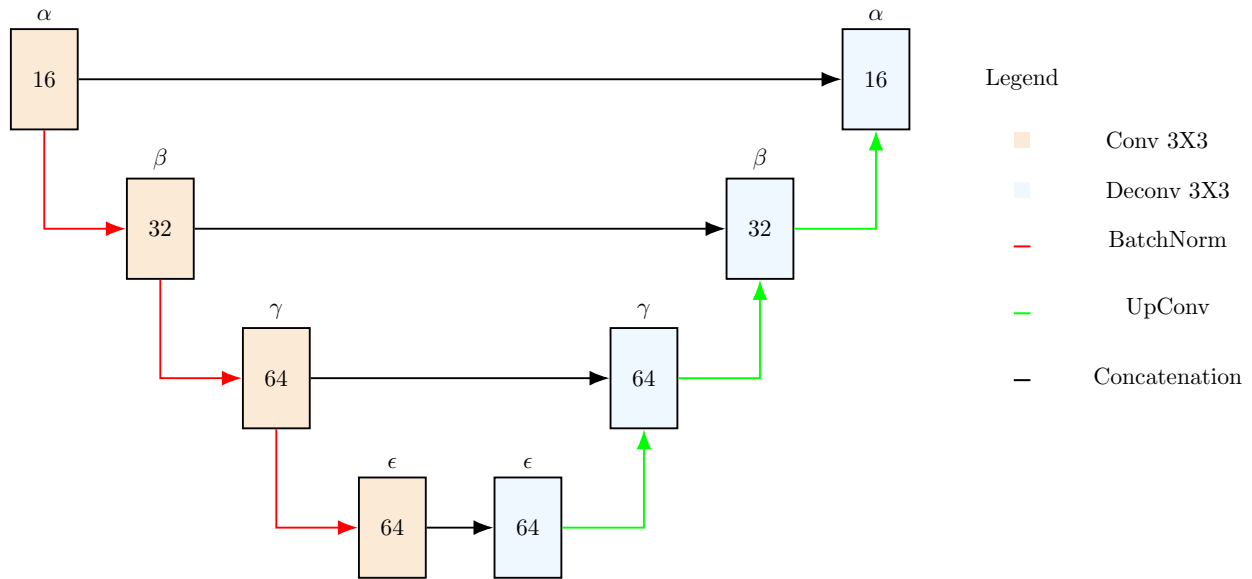 α
16
α
16
β
32
β
32
γ
64
γ
64
ϵ
64
ϵ
64
Legend
Conv 3X3
Deconv 3X3
BatchNorm
UpConv
Concatenation